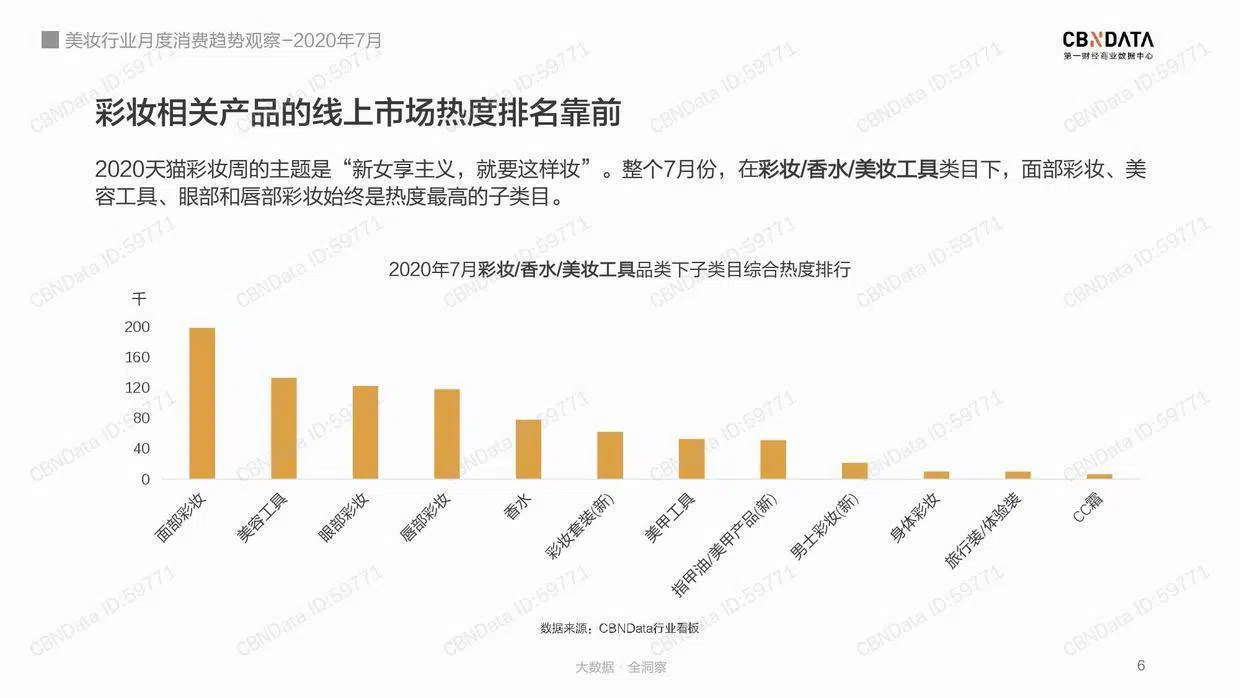 美妆行业月度消费趋势观察-2020年7月
CBNDATA
第一财经商业数据中心
彩妆相关产品的线上市场热度排名靠前
2020天猫彩妆周的主题是“新女享主义，就要这样妆”。整个7月份，在彩妆/香水/美妆工具类目下，面部彩妆、美
容工具、眼部和唇部彩妆始终是热度最高的子类目。
2020年7月彩妆/香水/美妆工具品类下子类目综合热度排行
千
200
160
120
80
40
0
面部彩妆
美容工具
眼部彩妆
唇部彩妆
香水
彩妆套装(新)
美甲工具
指甲油/美甲产品(新)
男士彩妆(新)
身体彩妆
旅行装/体验装
CC霜
数据来源：CBNData行业看板
大数据 · 全洞察
6
CBNData ID:59771